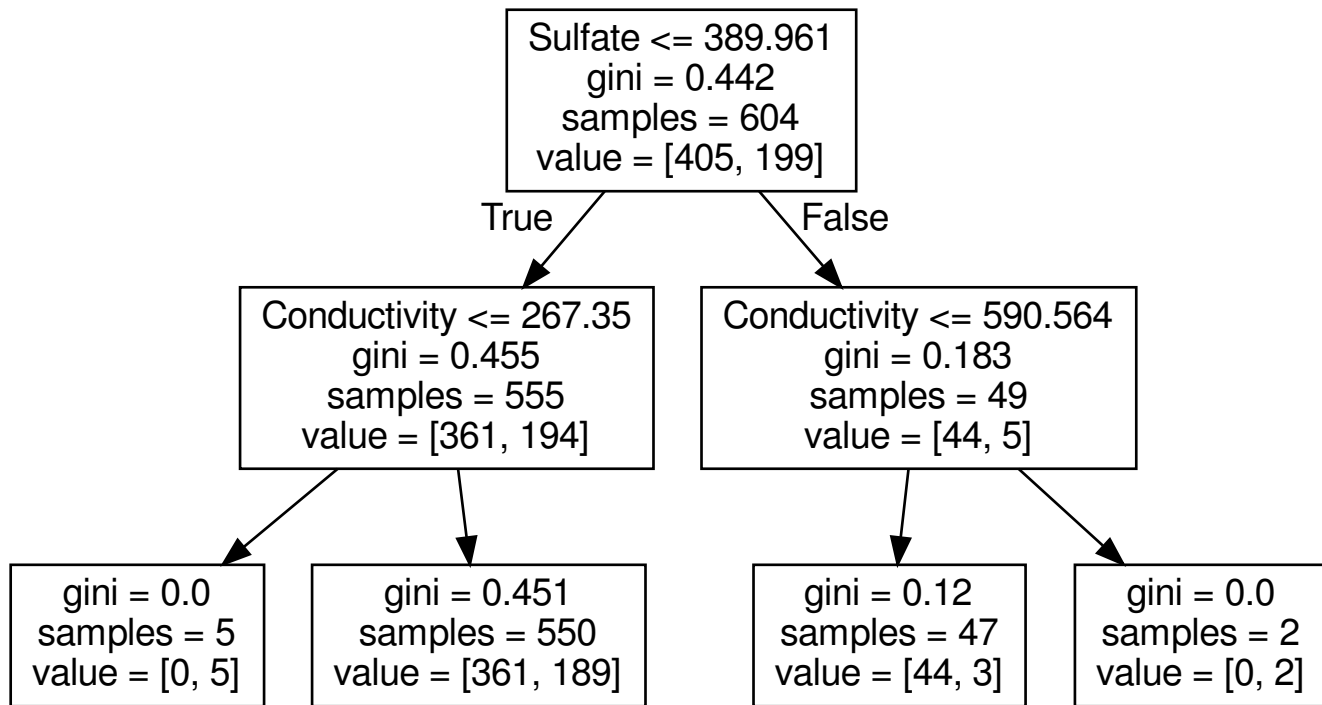 Sulfate <= 389.961
gini = 0.442
samples = 604
value = [405, 199]
True
False
Conductivity <= 267.35
gini = 0.455
samples = 555
value = [361, 194]
Conductivity <= 590.564
gini = 0.183
samples = 49
value = [44, 5]
gini = 0.0
samples = 5
value = [0, 5]
gini = 0.451
samples = 550
value = [361, 189]
gini = 0.12
samples = 47
value = [44, 3]
gini = 0.0
samples = 2
value = [0, 2]